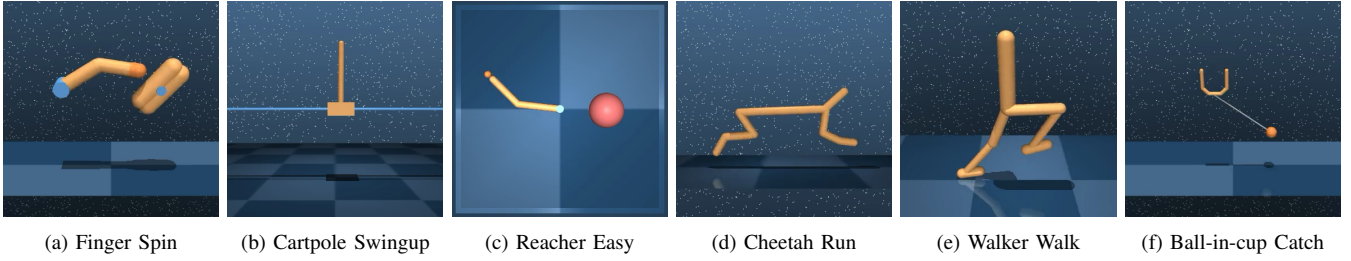 (a) Finger Spin
(b) Cartpole Swingup
(c) Reacher Easy
(d) Cheetah Run
(e) Walker Walk
(f) Ball-in-cup Catch